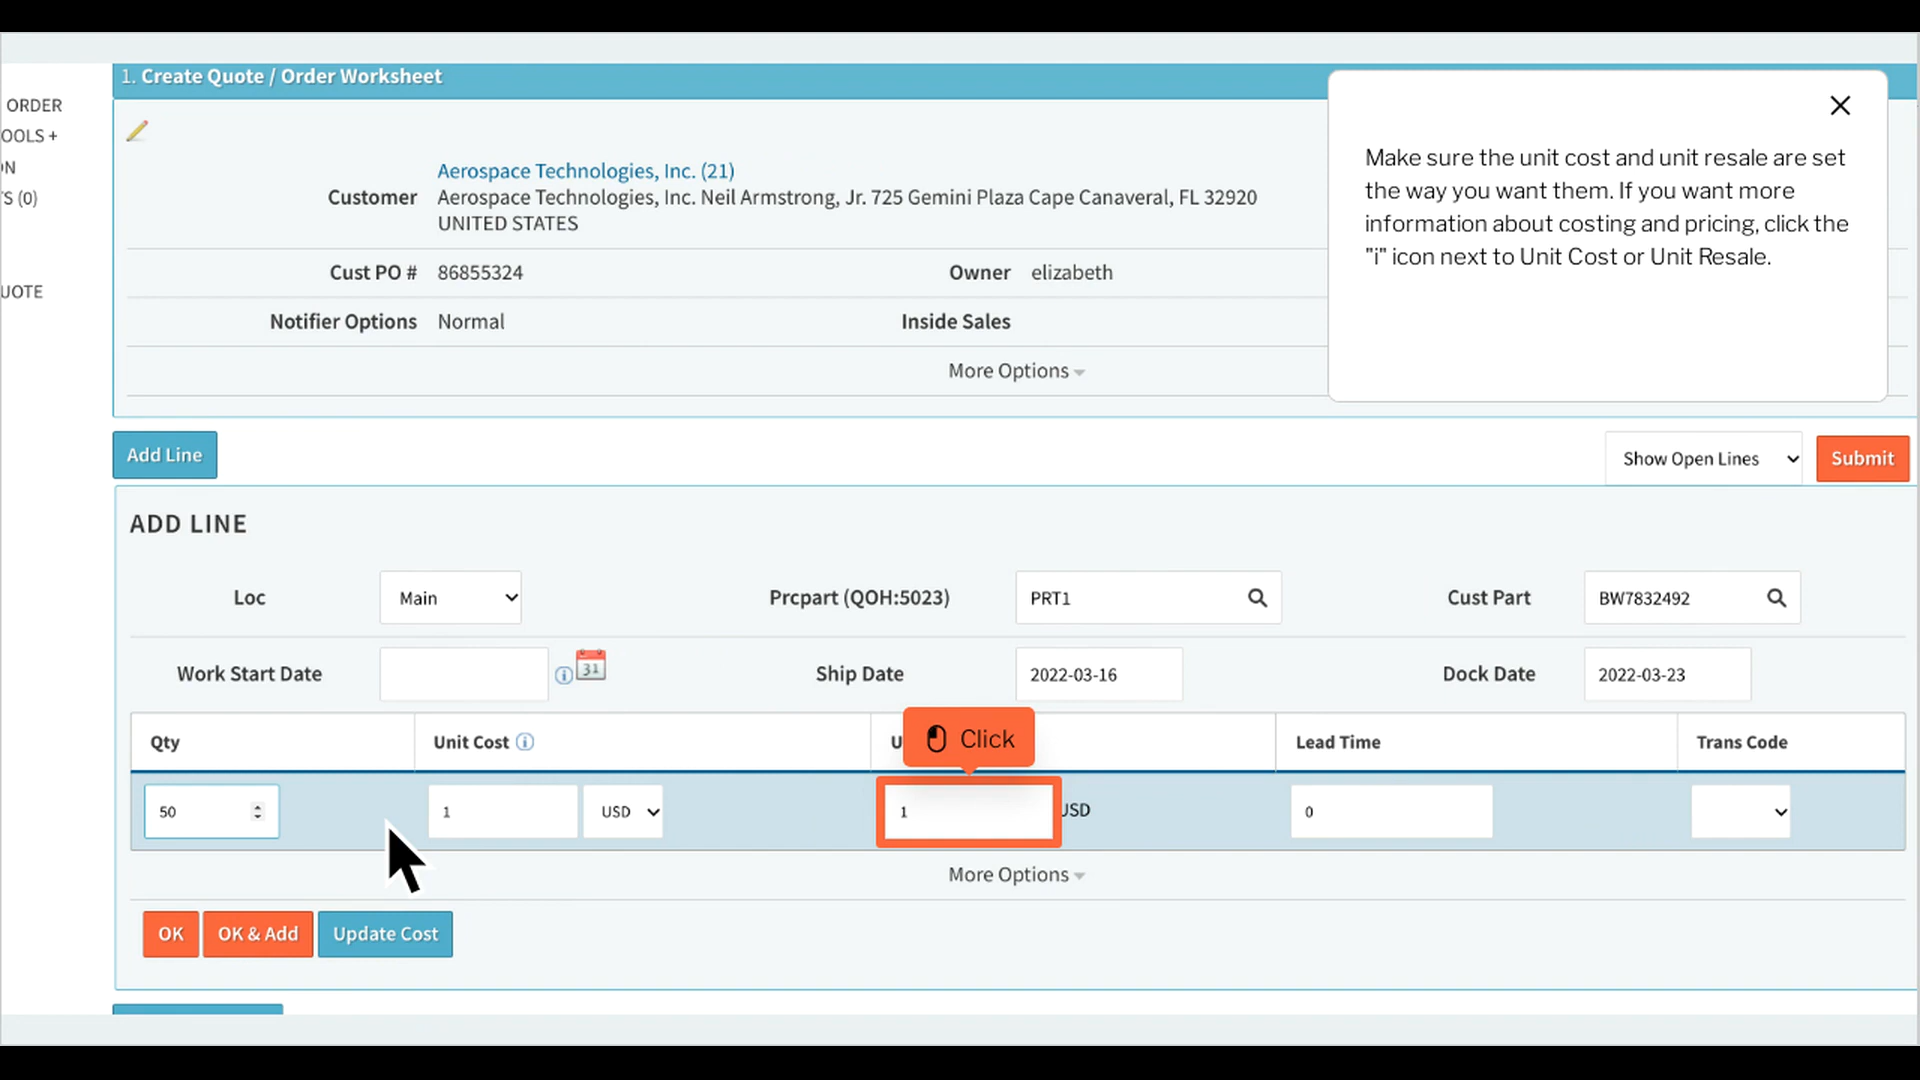 1. Create Quote / Order Worksheet
ORDER
OOLS +
ON
TS (0)
UOTE
Customer
Aerospace Technologies, Inc. (21)
Aerospace Technologies, Inc. Neil Armstrong, Jr. 725 Gemini Plaza Cape Canaveral, FL 32920
UNITED STATES
Cust PO # 86855324 Owner elizabeth
Notifier Options Normal Inside Sales
More Options
Make sure the unit cost and unit resale are set
the way you want them. If you want more
information about costing and pricing, click the
"i" icon next to Unit Cost or Unit Resale.
Add Line Show Open Lines Submit
ADD LINE
Loc Main Prcpart (QOH:5023) PRT1 Cust Part BW7832492
Work Start Date i 31 Ship Date 2022-03-16 Dock Date 2022-03-23
Click
Qty Unit Cost i U Lead Time Trans Code
50 1 USD 1 USD 0
More Options
OK OK & Add Update Cost